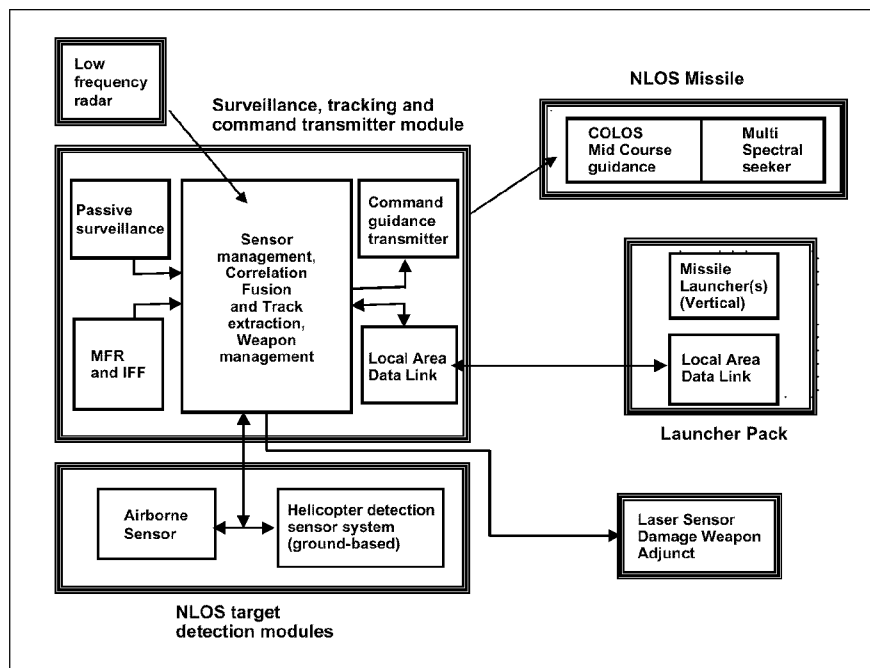 Low
frequency
radar
Surveillance, tracking and
command transmitter module
NLOS Missile
COLOS
Mid Course
guidance
Multi
Spectral
seeker
Passive
surveillance
Sensor
management,
Correlation
Fusion
and Track
extraction,
Weapon
management
Command
guidance
transmitter
MFR
and IFF
Local Area
Data Link
Missile
Launcher(s)
(Vertical)
Local Area
Data Link
Launcher Pack
Airborne
Sensor
Helicopter detection
sensor system
(ground-based)
NLOS target
detection modules
Laser Sensor
Damage Weapon
Adjunct